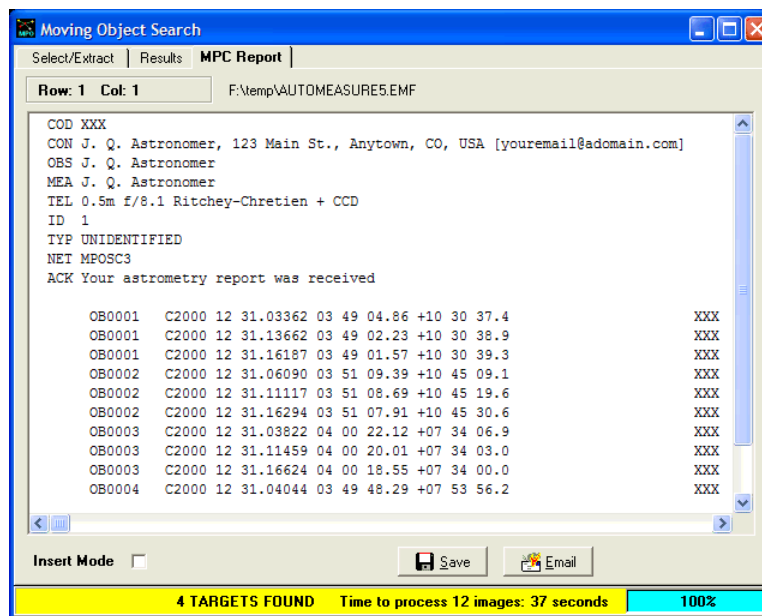 MPO Moving Object Search
Select/Extract Results MPC Report
Row: 1 Col: 1 F:\temp\AUTOMEASURE5.EMF
COD XXX
CON J. Q. Astronomer, 123 Main St., Anytown, CO, USA [youremail@adomain.com]
OBS J. Q. Astronomer
MEA J. Q. Astronomer
TEL 0.5m f/8.1 Ritchey-Chretien + CCD
ID 1
TYP UNIDENTIFIED
NET MPOSC3
ACK Your astrometry report was received
OB0001 C2000 12 31.03362 03 49 04.86 +10 30 37.4 XXX
OB0001 C2000 12 31.13662 03 49 02.23 +10 30 38.9 XXX
OB0001 C2000 12 31.16187 03 49 01.57 +10 30 39.3 XXX
OB0002 C2000 12 31.06090 03 51 09.39 +10 45 09.1 XXX
OB0002 C2000 12 31.11117 03 51 08.69 +10 45 19.6 XXX
OB0002 C2000 12 31.16294 03 51 07.91 +10 45 30.6 XXX
OB0003 C2000 12 31.03822 04 00 22.12 +07 34 06.9 XXX
OB0003 C2000 12 31.11459 04 00 20.01 +07 34 03.0 XXX
OB0003 C2000 12 31.16624 04 00 18.55 +07 34 00.0 XXX
OB0004 C2000 12 31.04044 03 49 48.29 +07 53 56.2 XXX
Insert Mode Save Email
4 TARGETS FOUND Time to process 12 images: 37 seconds 100%